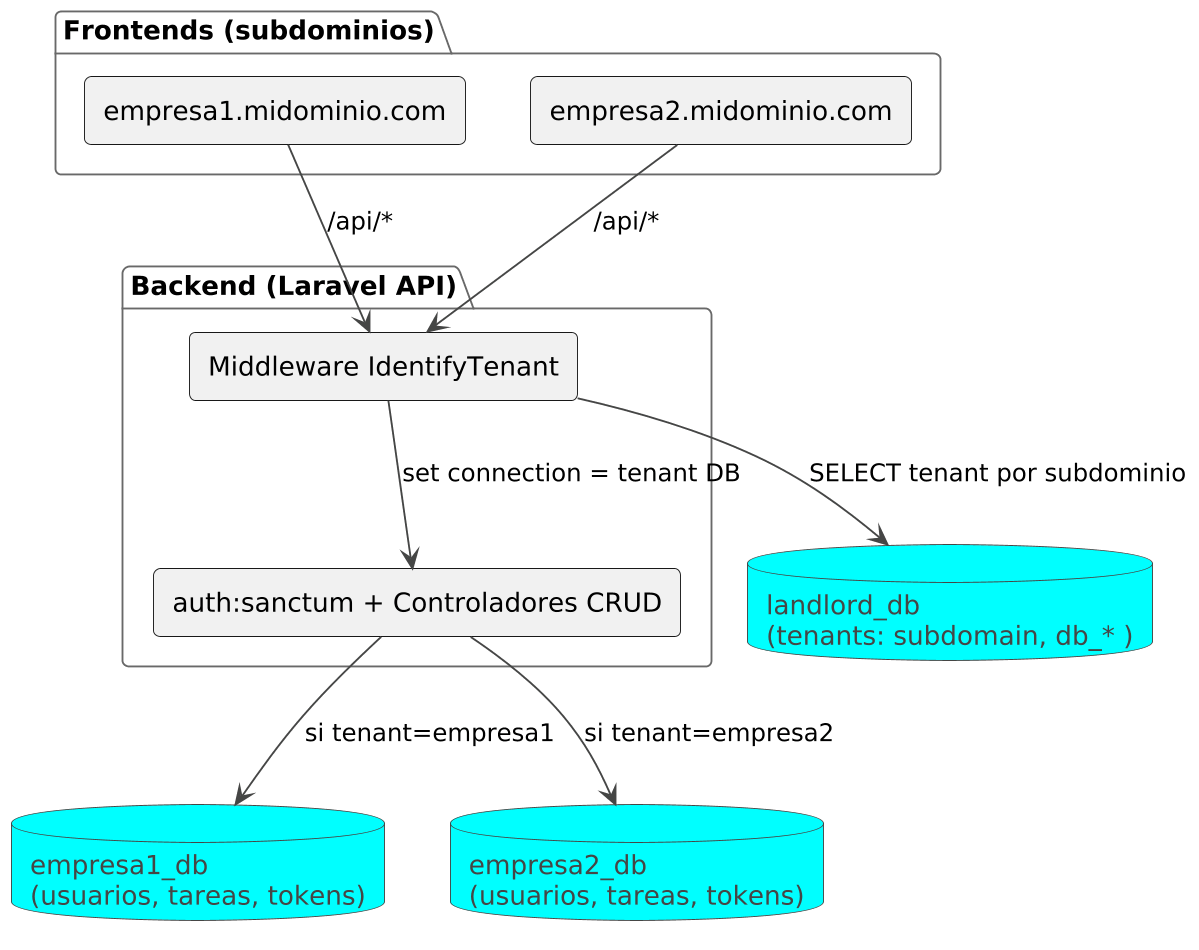 Frontends (subdominios)
empresa1.midominio.com
empresa2.midominio.com
/api/*
/api/*
Backend (Laravel API)
Middleware IdentifyTenant
set connection = tenant DB
SELECT tenant por subdominio
auth:sanctum + Controladores CRUD
landlord_db
(tenants: subdomain, db_* )
si tenant=empresa1
si tenant=empresa2
empresa1_db
(usuarios, tareas, tokens)
empresa2_db
(usuarios, tareas, tokens)